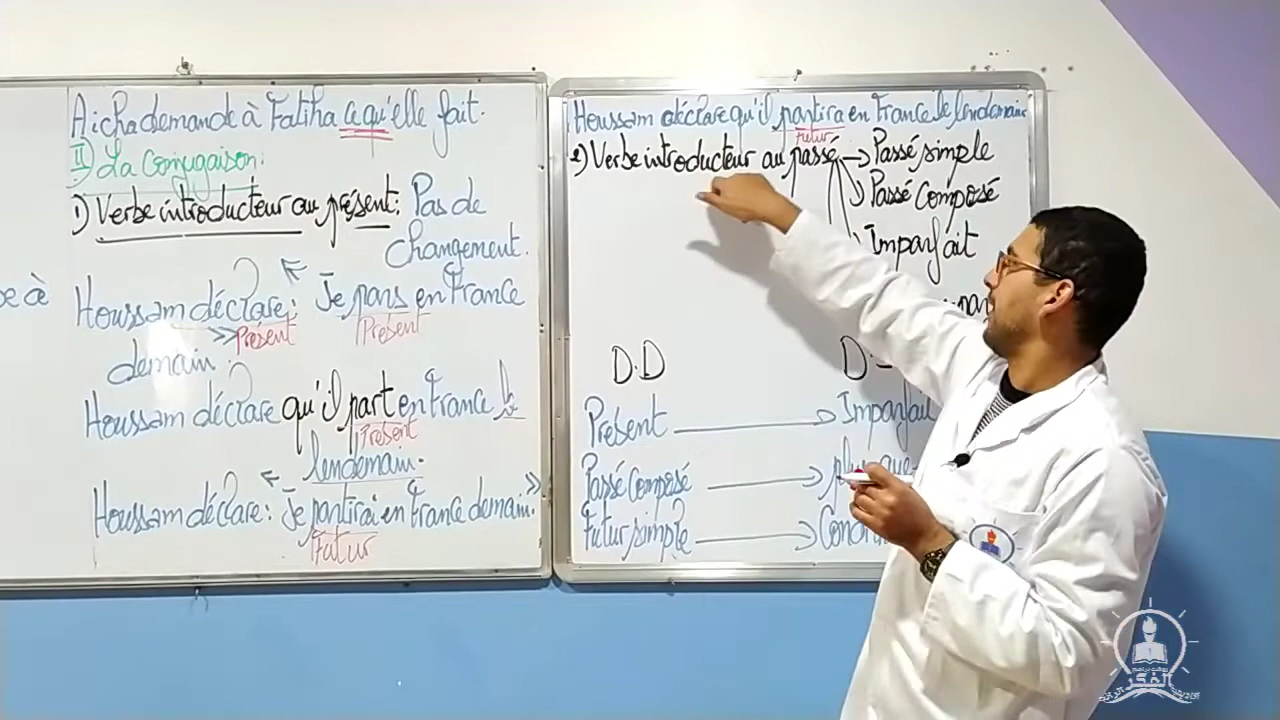 Aicha demande à Fatiha ce qu'elle fait.
II) La conjugaison:
1) Verbe introducteur au présent: Pas de
changement.
Houssam déclare: « Je pars en France
Présent Présent
demain »
Houssam déclare qu'il part en France le
Présent
lendemain.
Houssam déclare: « Je partirai en France demain. »
Futur
Houssam déclare qu'il partira en France le lendemain
Futur
2) Verbe introducteur au passé → Passé simple
Passé composé
Imparfait
D.D
Présent → Imparfait
Passé composé → plus que
Futur simple →